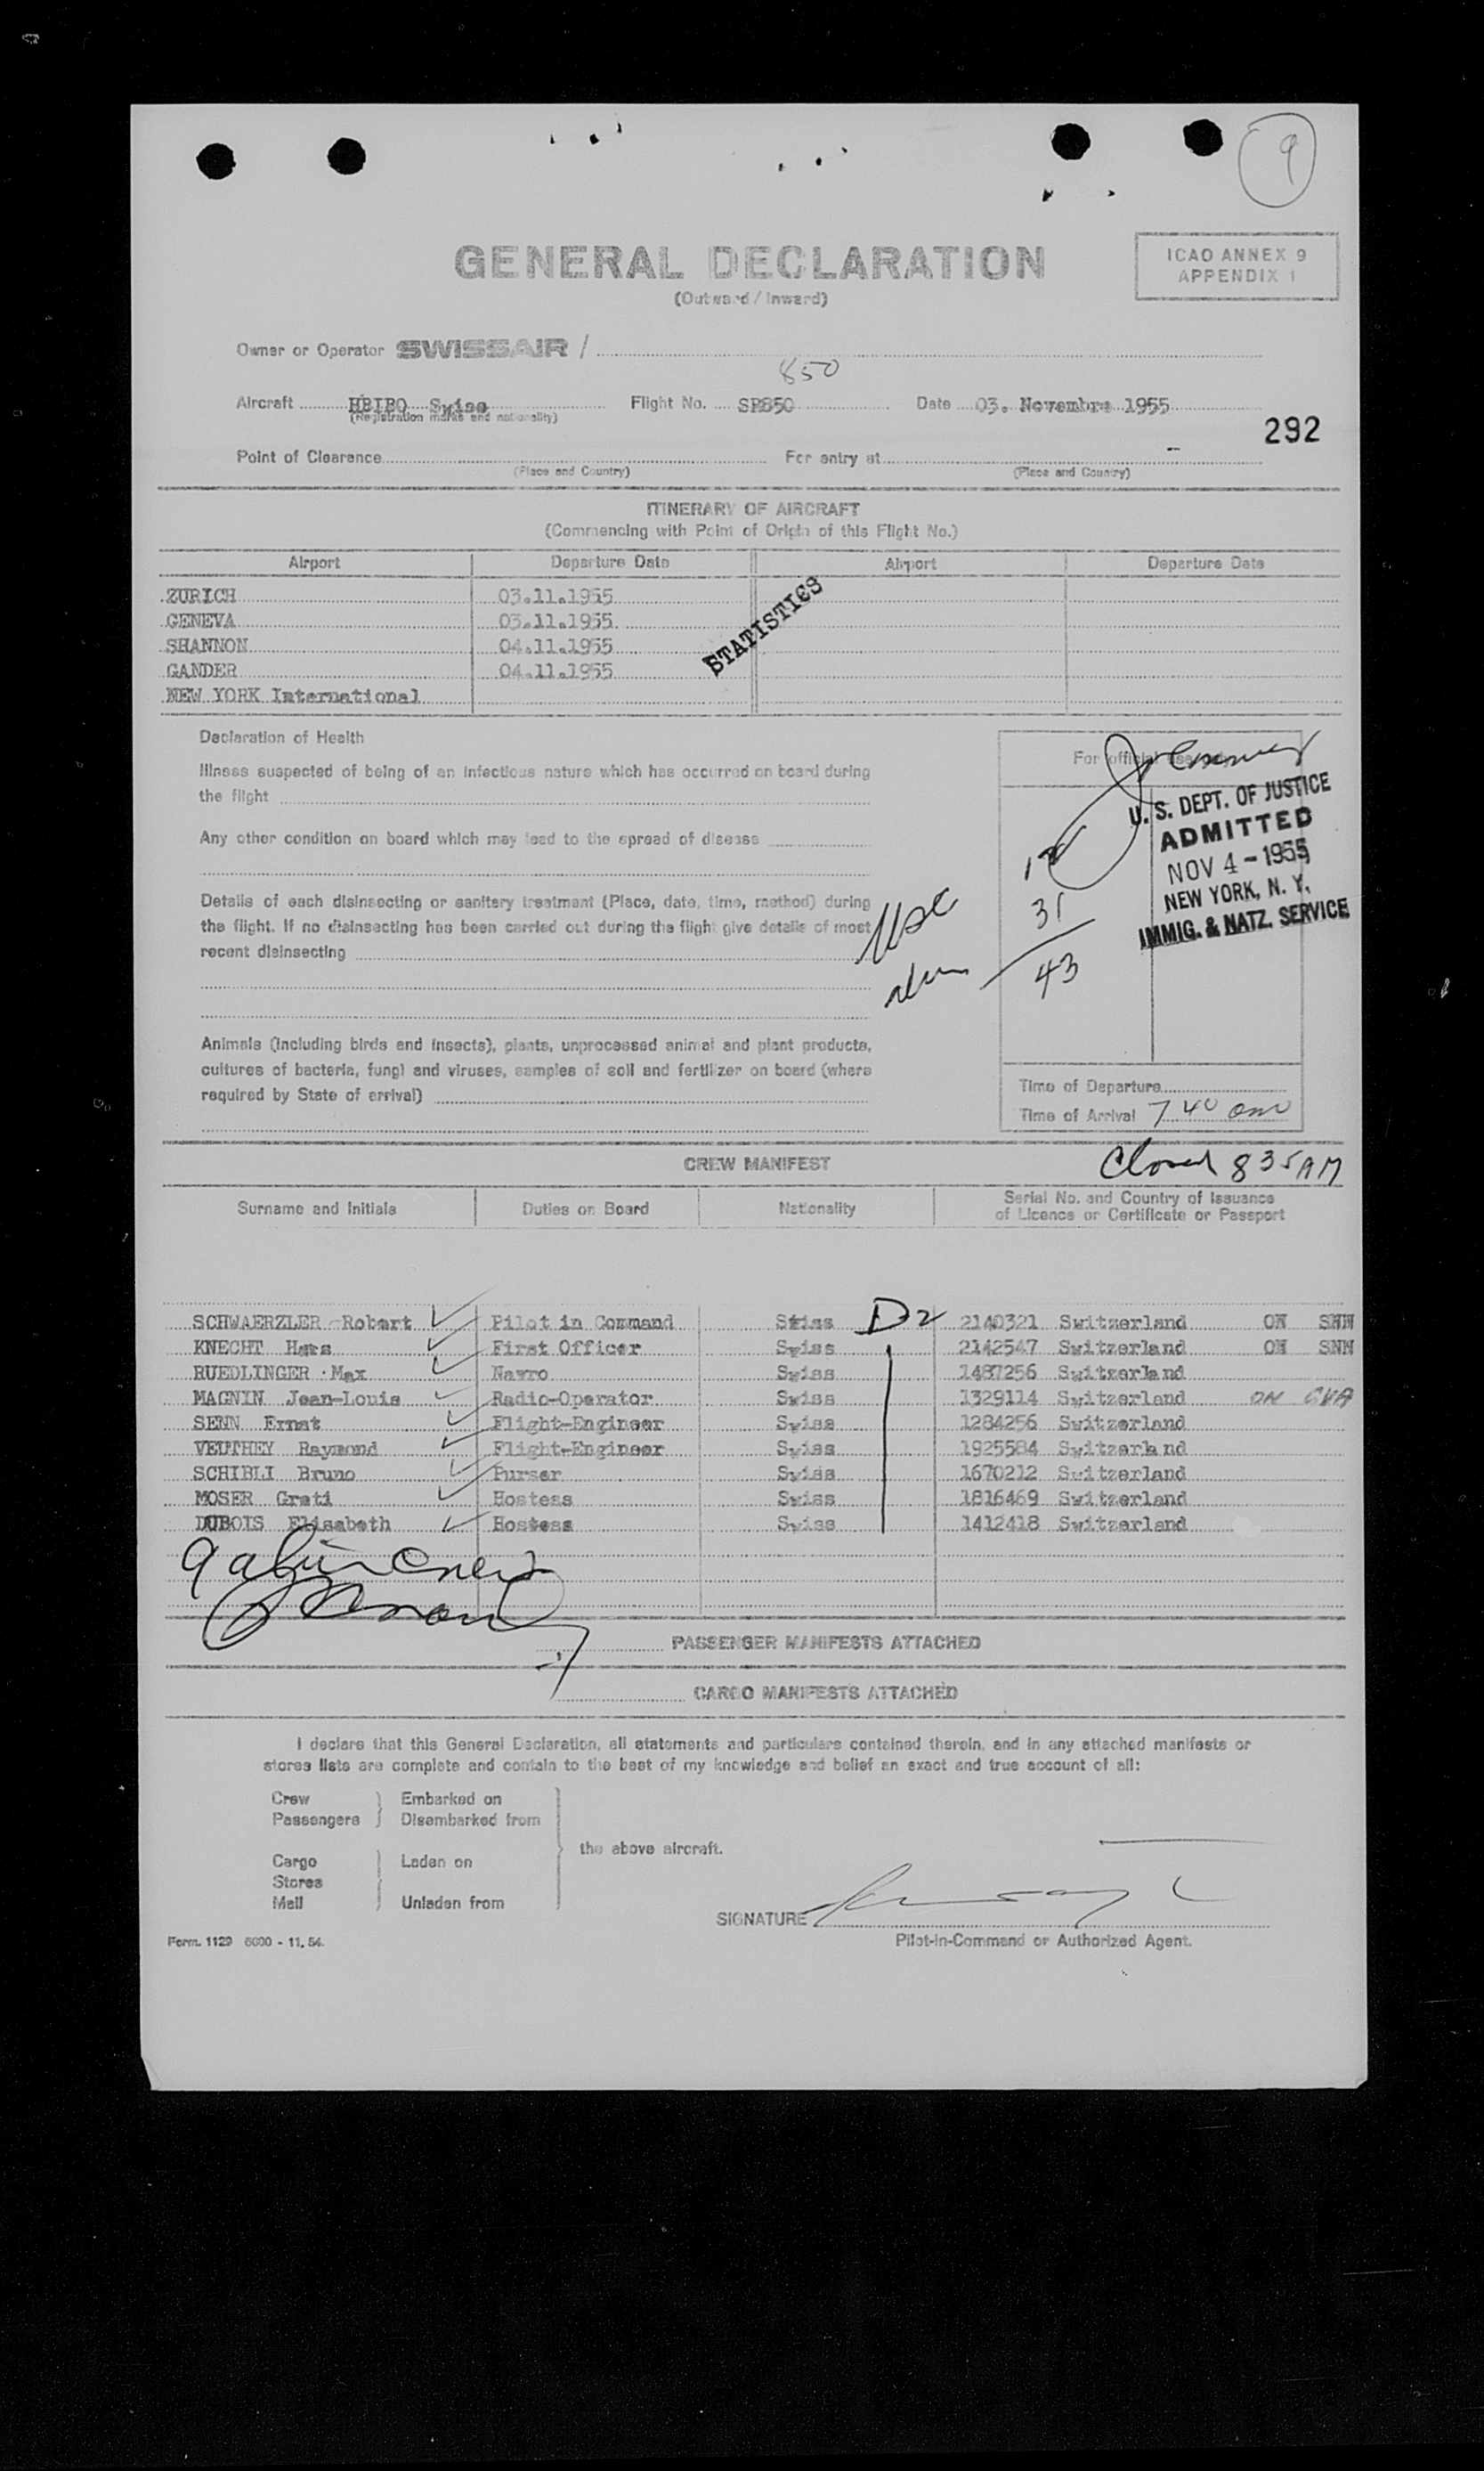 9
GENERAL DECLARATION
(Outward / Inward)
ICAO ANNEX 9
APPENDIX 1
Owner or Operator SWISSAIR /
850
Aircraft HBIBO Swiss Flight No. SR850 Date 03. Novembre 1955
(Registration marks and nationality)
292
Point of Clearance For entry at
(Place and Country) (Place and Country)
ITINERARY OF AIRCRAFT
(Commencing with Point of Origin of this Flight No.)
Airport Departure Date Airport Departure Date
ZURICH 03.11.1955
GENEVA 03.11.1955
SHANNON 04.11.1955
GANDER 04.11.1955
NEW YORK International
STATISTICS
Declaration of Health
Illness suspected of being of an infectious nature which has occurred on board during
the flight
Any other condition on board which may lead to the spread of disease
Details of each disinsecting or sanitary treatment (Place, date, time, method) during
the flight. If no disinsecting has been carried out during the flight give details of most
recent disinsecting
Animals (including birds and insects), plants, unprocessed animal and plant products,
cultures of bacteria, fungi and viruses, samples of soil and fertilizer on board (where
required by State of arrival)
For official use only
U. S. DEPT. OF JUSTICE
ADMITTED
NOV 4 - 1955
NEW YORK, N. Y.
IMMIG. & NATZ. SERVICE
USC
31
43
Time of Departure
Time of Arrival 7 40 am
Closed 8 35 AM
CREW MANIFEST
Surname and Initials Duties on Board Nationality Serial No. and Country of Issuance
of Licence or Certificate or Passport
SCHWAERZLER Robert Pilot in Command Swiss D2 2140321 Switzerland ON SNN
KNECHT Hans First Officer Swiss 2142547 Switzerland ON SNN
RUEDLINGER Max Navro Swiss 1487256 Switzerland
MAGNIN Jean-Louis Radio-Operator Swiss 1329114 Switzerland ON GVA
SENN Ernst Flight-Engineer Swiss 1284256 Switzerland
VEUTHEY Raymond Flight-Engineer Swiss 1925584 Switzerland
SCHIBLI Bruno Purser Swiss 1670212 Switzerland
MOSER Greti Hostess Swiss 1816469 Switzerland
DUBOIS Elisabeth Hostess Swiss 1412418 Switzerland
PASSENGER MANIFESTS ATTACHED
CARGO MANIFESTS ATTACHED
I declare that this General Declaration, all statements and particulars contained therein, and in any attached manifests or
stores lists are complete and contain to the best of my knowledge and belief an exact and true account of all:
Crew Embarked on
Passengers Disembarked from
the above aircraft.
Cargo Laden on
Stores
Mail Unladen from
SIGNATURE
Form. 1129 6000 - 11. 54. Pilot-in-Command or Authorized Agent.